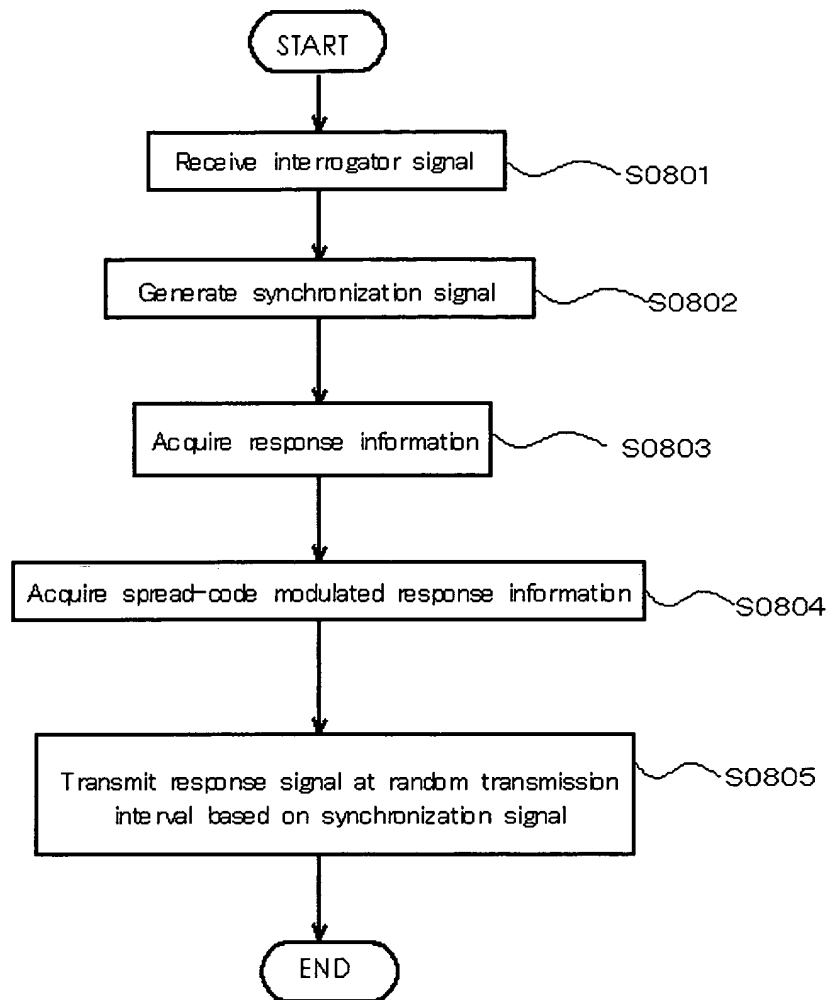 START
Receive interrogator signal
S0801
Generate synchronization signal
S0802
Acquire response information
S0803
Acquire spread-code modulated response information
S0804
Transmit response signal at random transmission
interval based on synchronization signal
S0805
END